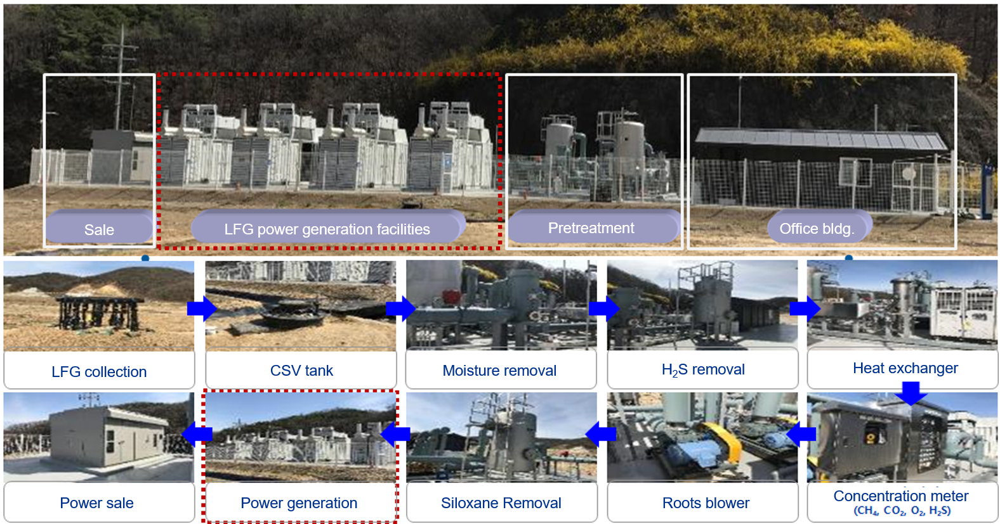 Sale
LFG power generation facilities
Pretreatment
Office bldg.
LFG collection
CSV tank
Moisture removal
H₂S removal
Heat exchanger
Power sale
Power generation
Siloxane Removal
Roots blower
Concentration meter
(CH₄, CO₂, O₂, H₂S)